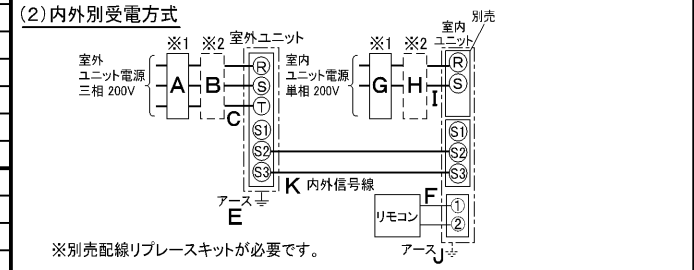 (2)内外別受電方式
別売
室内
ユニット
※1 ※2 室外ユニット
※1 ※2
室外
ユニット電源
三相 200V
A B
C
R
S
T
S1
S2
S3
室内
ユニット電源
単相 200V
G H
I
R
S
S1
S2
S3
K 内外信号線
アース
E
F
リモコン
①
②
アース
J
※別売配線リプレースキットが必要です。